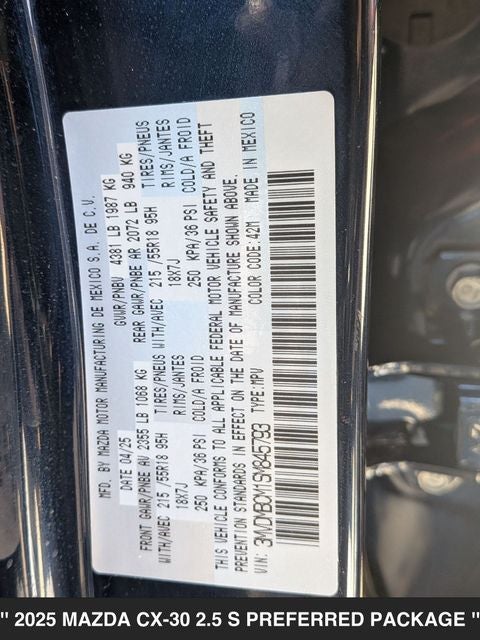 MFD. BY MAZDA MOTOR MANUFACTURING DE MEXICO S.A. DE C.V.
DATE 04/25 GVWR/PNBV 4381 LB 1987 KG
FRONT GAWR/PNBE AV 2355 LB 1068 KG REAR GAWR/PNBE AR 2072 LB 940 KG
WITH/AVEC 215/55R18 95H TIRES/PNEUS WITH/AVEC 215/55R18 95H TIRES/PNEUS
18X7J RIMS/JANTES 18X7J RIMS/JANTES
250 KPA/36 PSI COLD/A FROID 250 KPA/36 PSI COLD/A FROID
THIS VEHICLE CONFORMS TO ALL APPLICABLE FEDERAL MOTOR VEHICLE SAFETY AND THEFT
PREVENTION STANDARDS IN EFFECT ON THE DATE OF MANUFACTURE SHOWN ABOVE.
VIN: 3MVDMBCM1SM845793 TYPE:MPV COLOR CODE:42M MADE IN MEXICO
" 2025 MAZDA CX-30 2.5 S PREFERRED PACKAGE "